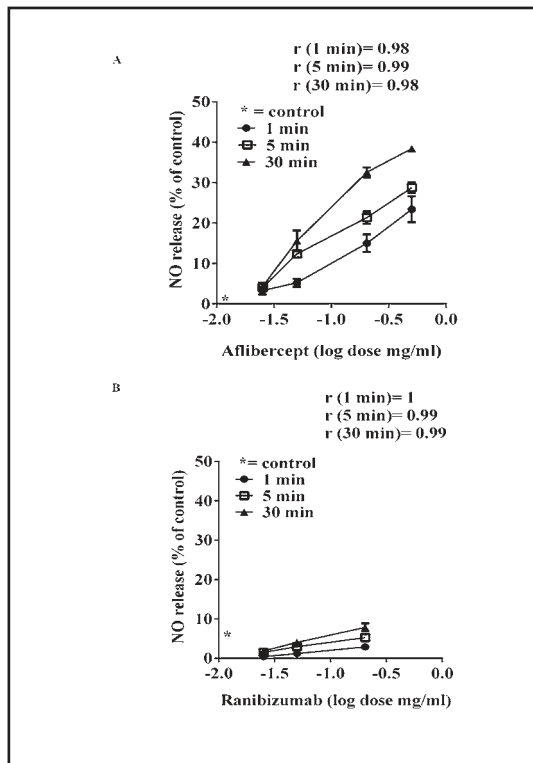 A
r (1 min)= 0.98
r (5 min)= 0.99
r (30 min)= 0.98
* = control
1 min
5 min
30 min
NO release (% of control)
50
40
30
20
10
0
*
-2.0 -1.5 -1.0 -0.5 0.0
Aflibercept (log dose mg/ml)
B
r (1 min)= 1
r (5 min)= 0.99
r (30 min)= 0.99
*= control
1 min
5 min
30 min
NO release (% of control)
50
40
30
20
10
0
*
-2.0 -1.5 -1.0 -0.5 0.0
Ranibizumab (log dose mg/ml)